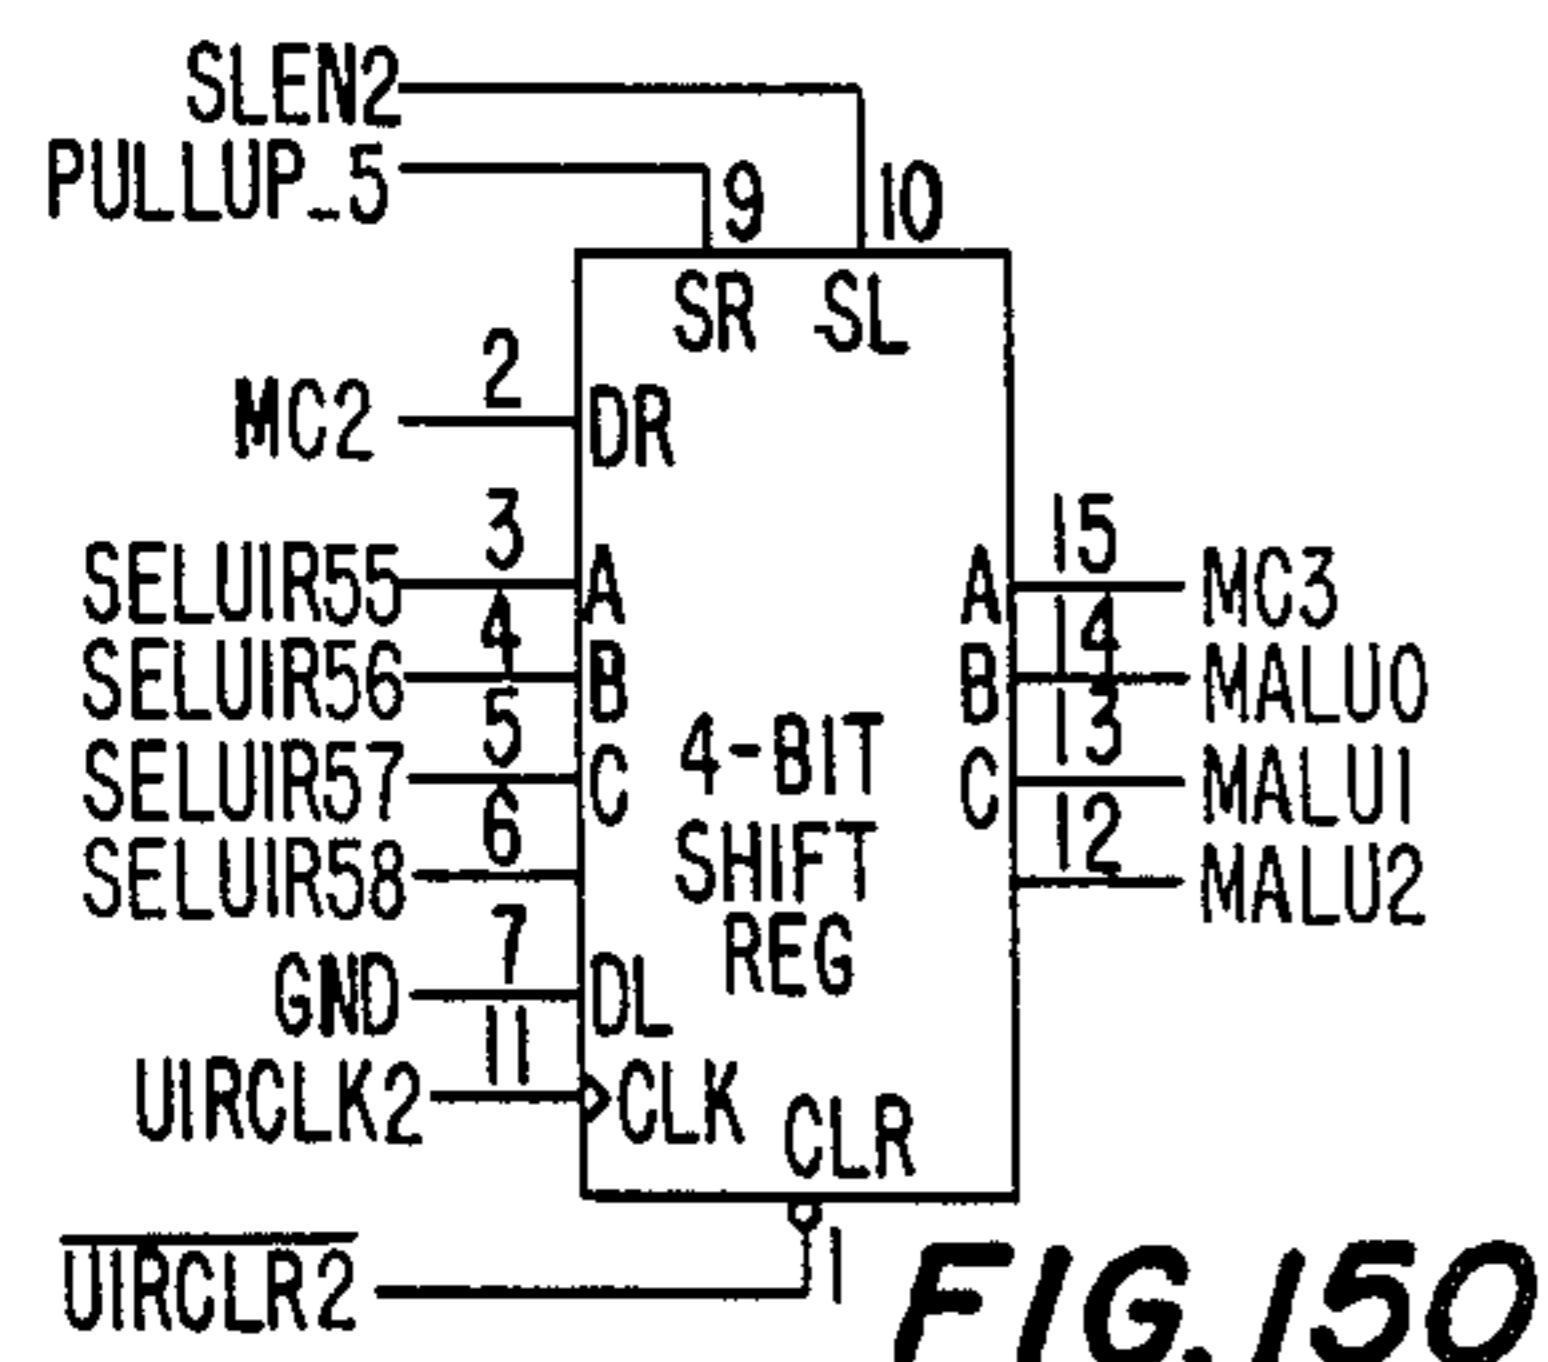 SLEN2
PULLUP_5
9
10
SR SL
MC2
2
DR
SELUIR55
3
A
A
15
MC3
SELUIR56
4
B
B
14
MALU0
SELUIR57
5
C
C
13
MALU1
SELUIR58
6
12
MALU2
4-BIT
SHIFT
REG
GND
7
DL
UIRCLK2
11
CLK
CLR
UIRCLR2
1
FIG. 150